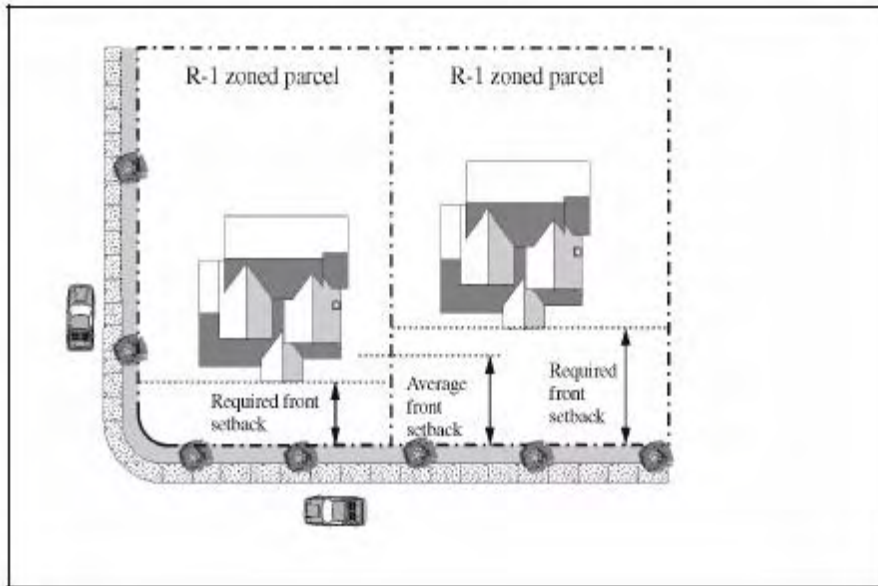 R-1 zoned parcel
R-1 zoned parcel
Required front
setback
Average
front
setback
Required
front
setback